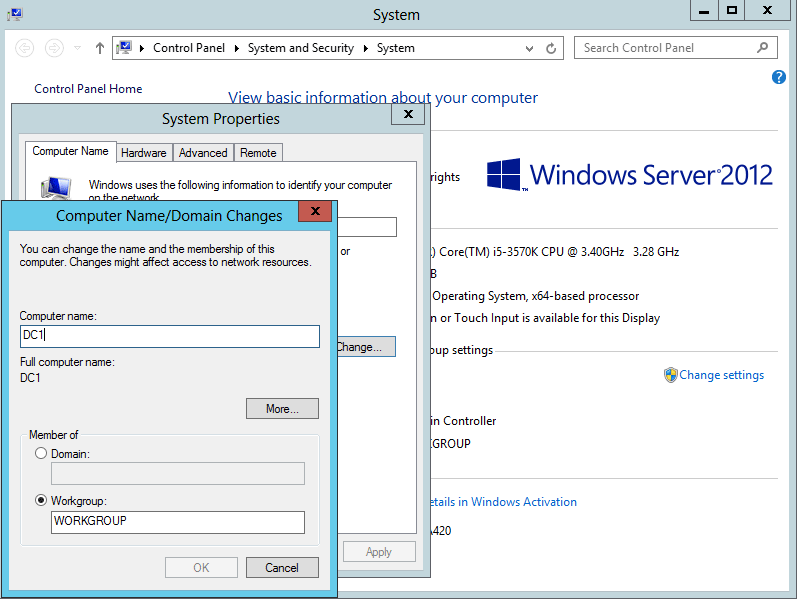 System
Control Panel
System and Security
System
Search Control Panel
Control Panel Home
View basic information about your computer
System Properties
Computer Name
Hardware
Advanced
Remote
Windows uses the following information to identify your computer
on the network.
or
Change...
Apply
Computer Name/Domain Changes
You can change the name and the membership of this
computer. Changes might affect access to network resources.
Computer name:
DC1
Full computer name:
DC1
More...
Member of
Domain:
Workgroup:
WORKGROUP
OK
Cancel
rights
Windows Server 2012
) Core(TM) i5-3570K CPU @ 3.40GHz 3.28 GHz
B
Operating System, x64-based processor
n or Touch Input is available for this Display
oup settings
Change settings
in Controller
KGROUP
etails in Windows Activation
A420